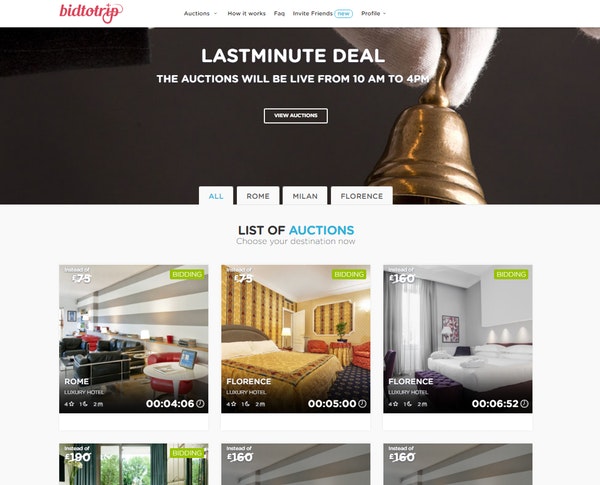 bidtotrip
Auctions How it works Faq Invite Friends new Profile
LASTMINUTE DEAL
THE AUCTIONS WILL BE LIVE FROM 10 AM TO 4PM
VIEW AUCTIONS
ALL ROME MILAN FLORENCE
LIST OF AUCTIONS
Choose your destination now
Instead of
£75
BIDDING
ROME
LUXURY HOTEL
4 1 2 m
00:04:06
Instead of
£75
BIDDING
FLORENCE
LUXURY HOTEL
4 1 2 m
00:05:00
Instead of
£160
BIDDING
FLORENCE
LUXURY HOTEL
4 1 2 m
00:06:52
Instead of
£190
BIDDING
Instead of
£160
Instead of
£160